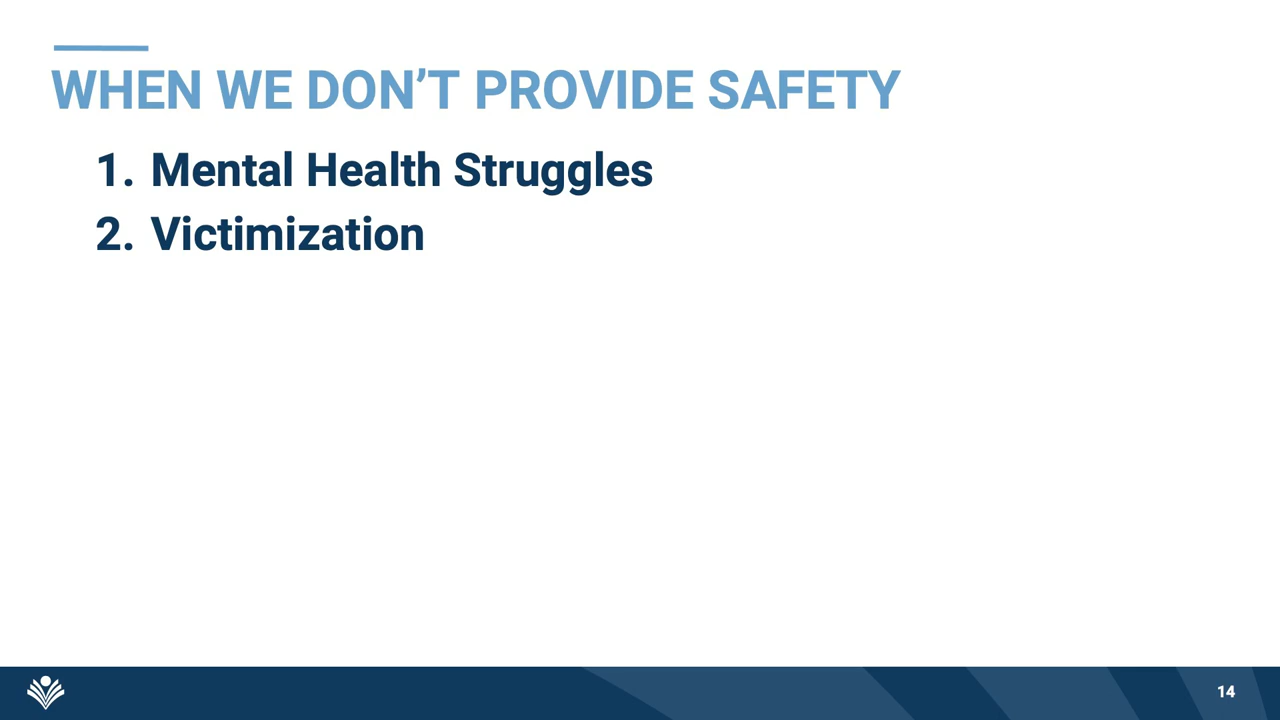 WHEN WE DON’T PROVIDE SAFETY
1. Mental Health Struggles
2. Victimization
14